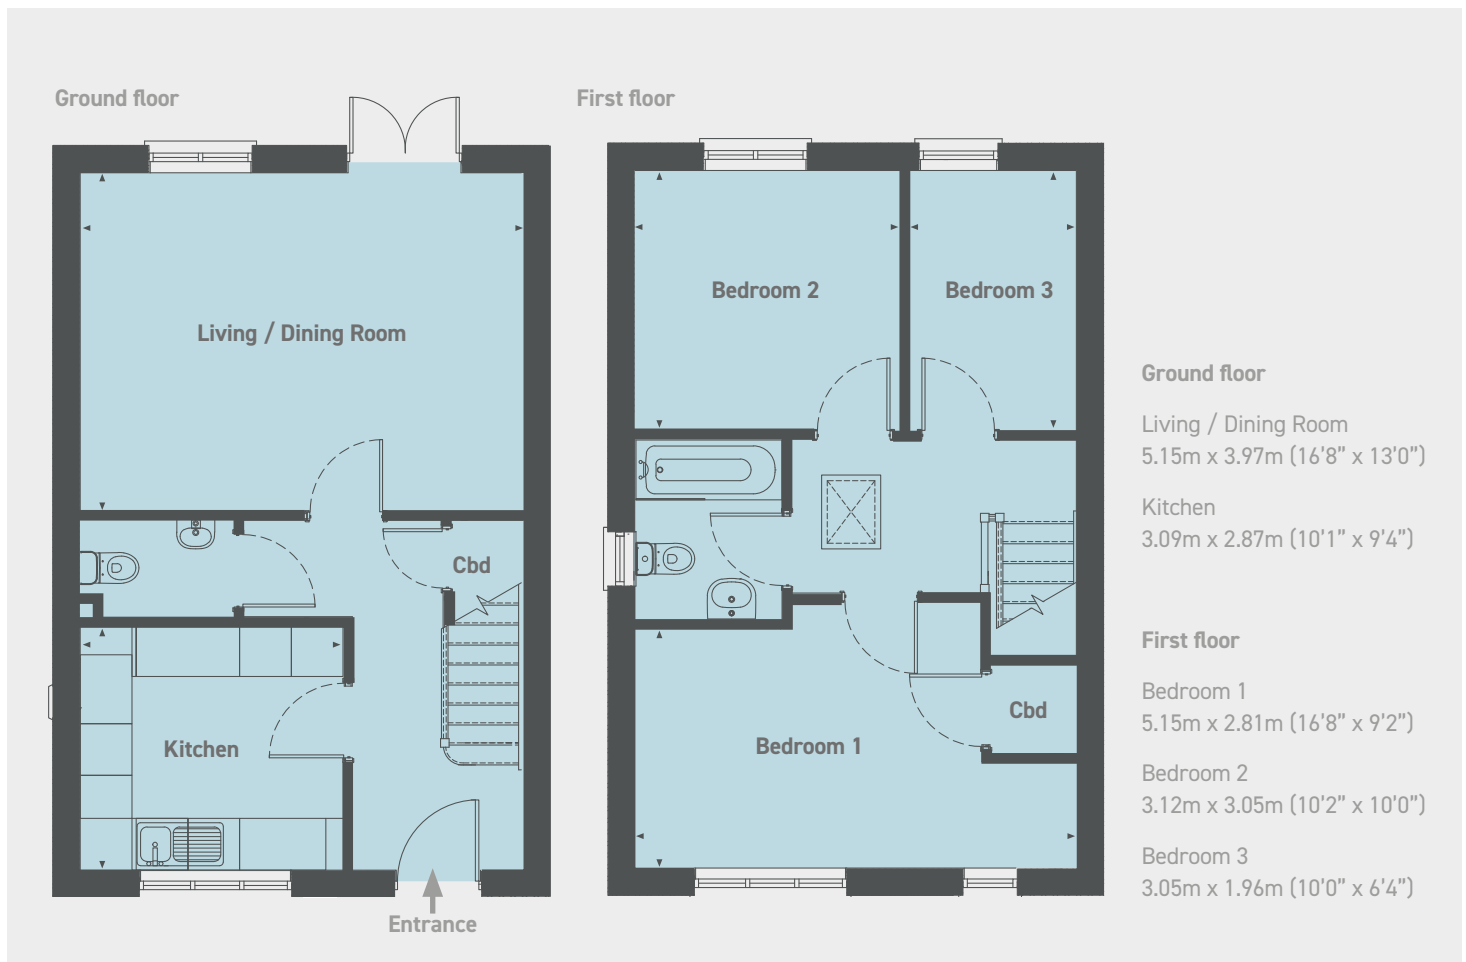 Ground floor
First floor
Living / Dining Room
Bedroom 2
Bedroom 3
Cbd
Kitchen
Entrance
Bedroom 1
Cbd
Ground floor
Living / Dining Room
5.15m x 3.97m (16’8” x 13’0”)
Kitchen
3.09m x 2.87m (10’1” x 9’4”)
First floor
Bedroom 1
5.15m x 2.81m (16’8” x 9’2”)
Bedroom 2
3.12m x 3.05m (10’2” x 10’0”)
Bedroom 3
3.05m x 1.96m (10’0” x 6’4”)